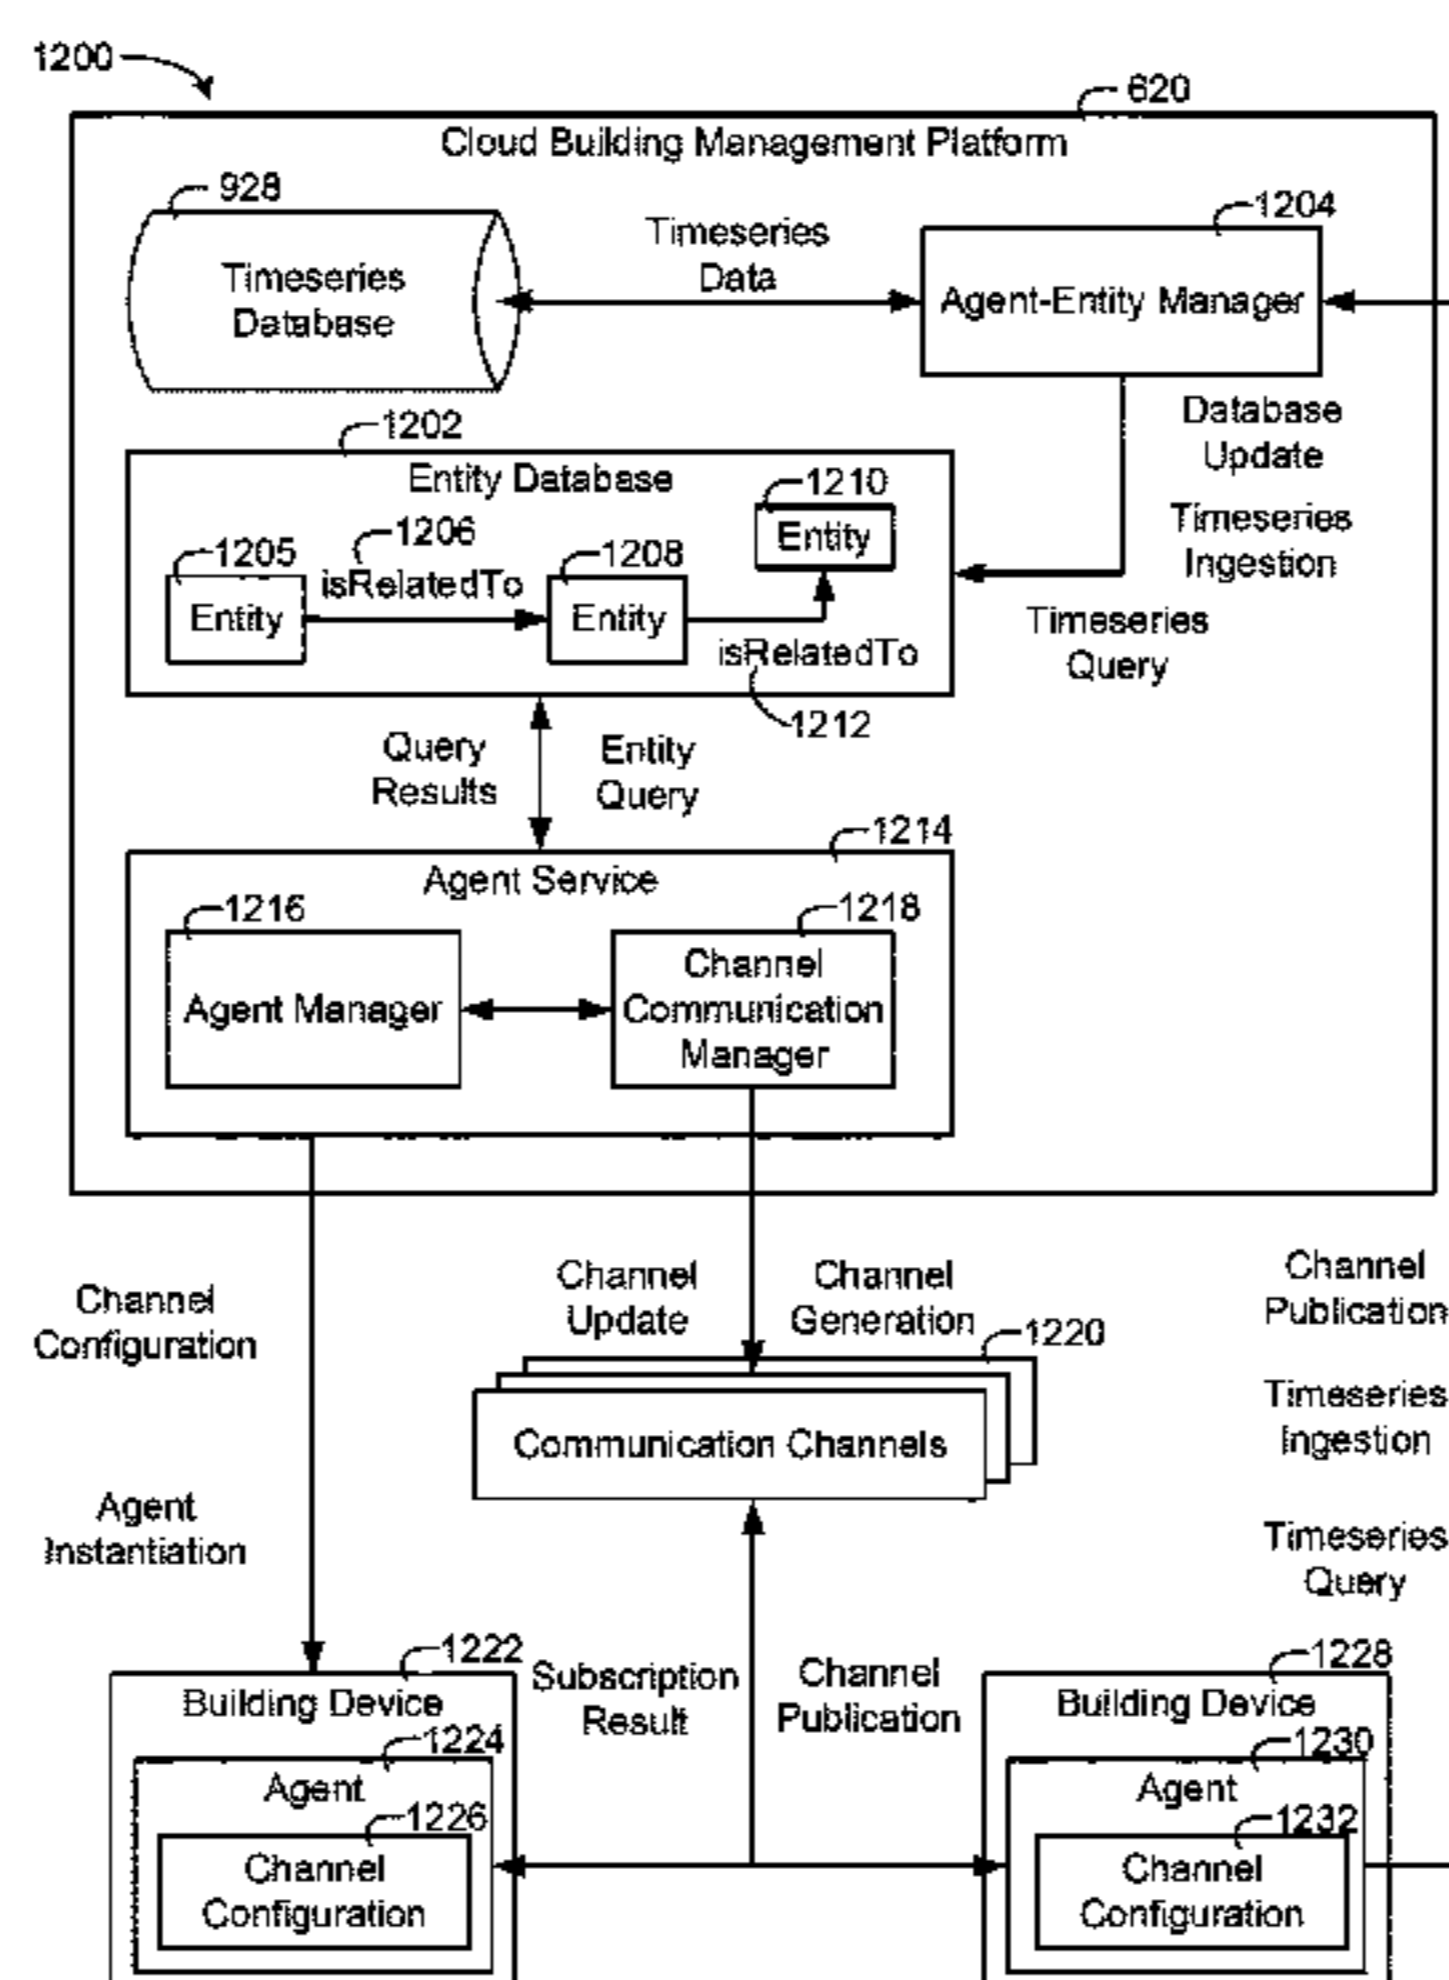 1200
620
Cloud Building Management Platform
928
Timeseries
Database
Timeseries
Data
1204
Agent-Entity Manager
Database
Update
Timeseries
Ingestion
Timeseries
Query
1202
Entity Database
1205
Entity
1206
isRelatedTo
1208
Entity
1210
Entity
isRelatedTo
1212
Query
Results
Entity
Query
1214
Agent Service
1216
Agent Manager
1218
Channel
Communication
Manager
Channel
Configuration
Agent
Instantiation
Channel
Update
Channel
Generation
1220
Communication Channels
Channel
Publication
Timeseries
Ingestion
Timeseries
Query
1222
Building Device
1224
Agent
1226
Channel
Configuration
Subscription
Result
Channel
Publication
1228
Building Device
1230
Agent
1232
Channel
Configuration